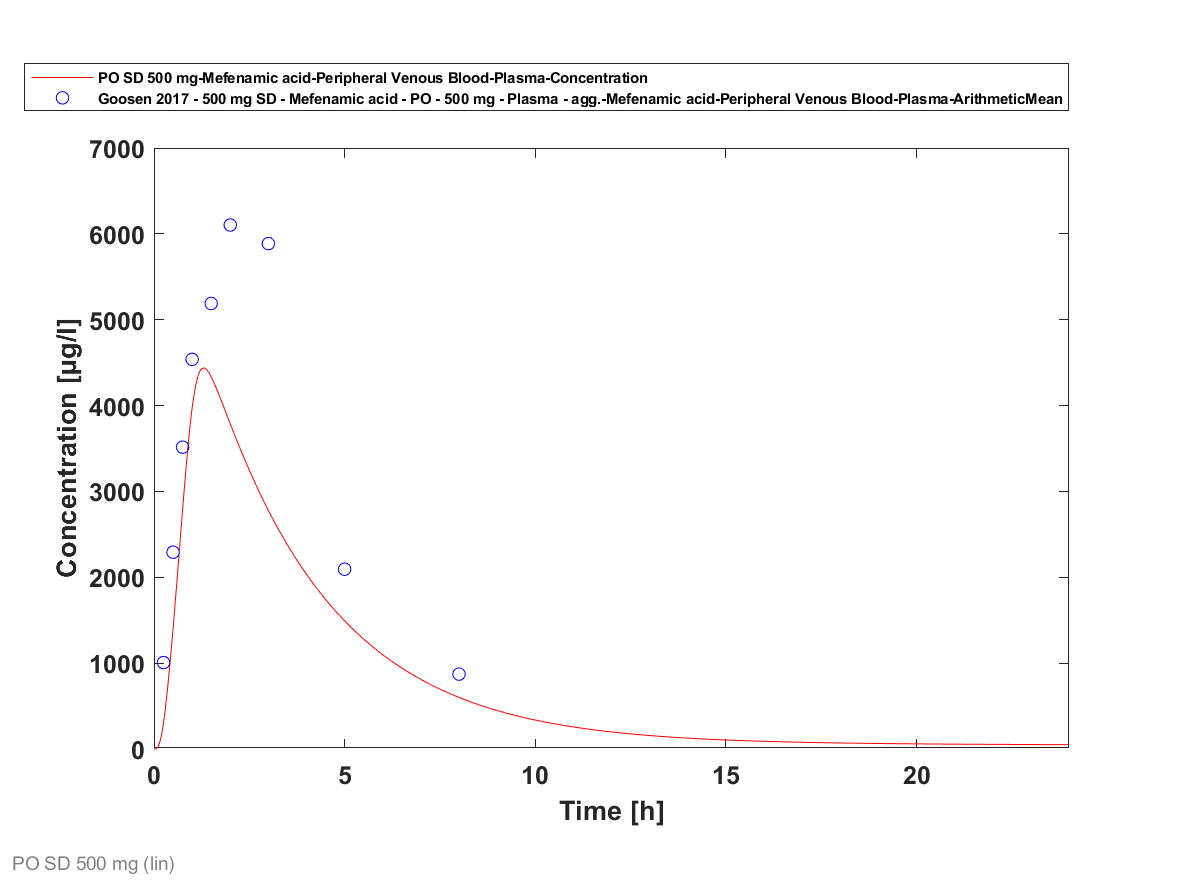 PO SD 500 mg-Mefenamic acid-Peripheral Venous Blood-Plasma-Concentration
Goosen 2017 - 500 mg SD - Mefenamic acid - PO - 500 mg - Plasma - agg.-Mefenamic acid-Peripheral Venous Blood-Plasma-ArithmeticMean
7000
6000
5000
4000
3000
2000
1000
0
Concentration [µg/l]
0 5 10 15 20
Time [h]
PO SD 500 mg (lin)